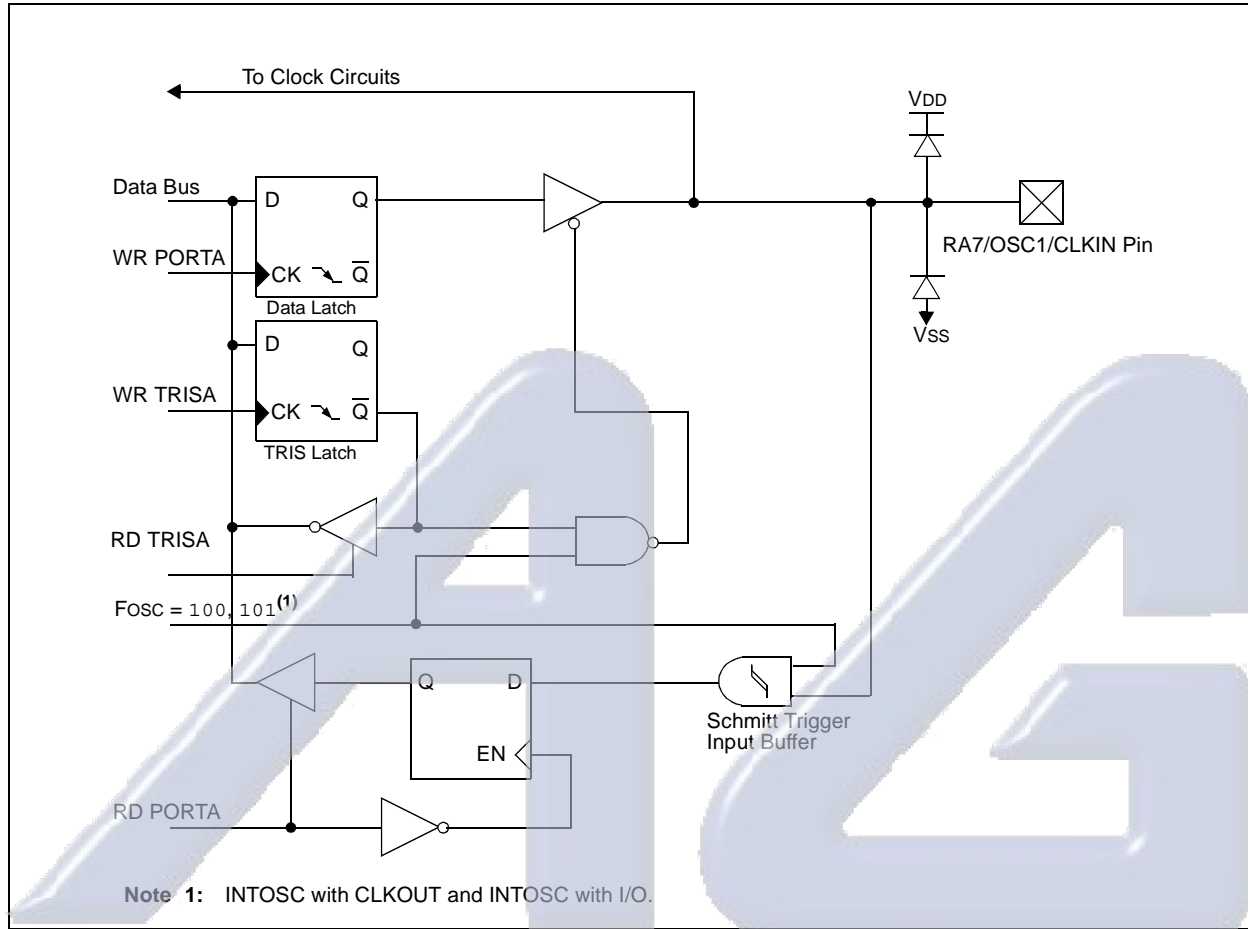 To Clock Circuits
VDD
Data Bus
D Q
WR PORTA
CK Q
Data Latch
RA7/OSC1/CLKIN Pin
VSS
D Q
WR TRISA
CK Q
TRIS Latch
RD TRISA
FOSC = 100, 101(1)
Q D
EN
Schmitt Trigger
Input Buffer
RD PORTA
Note 1: INTOSC with CLKOUT and INTOSC with I/O.
AG